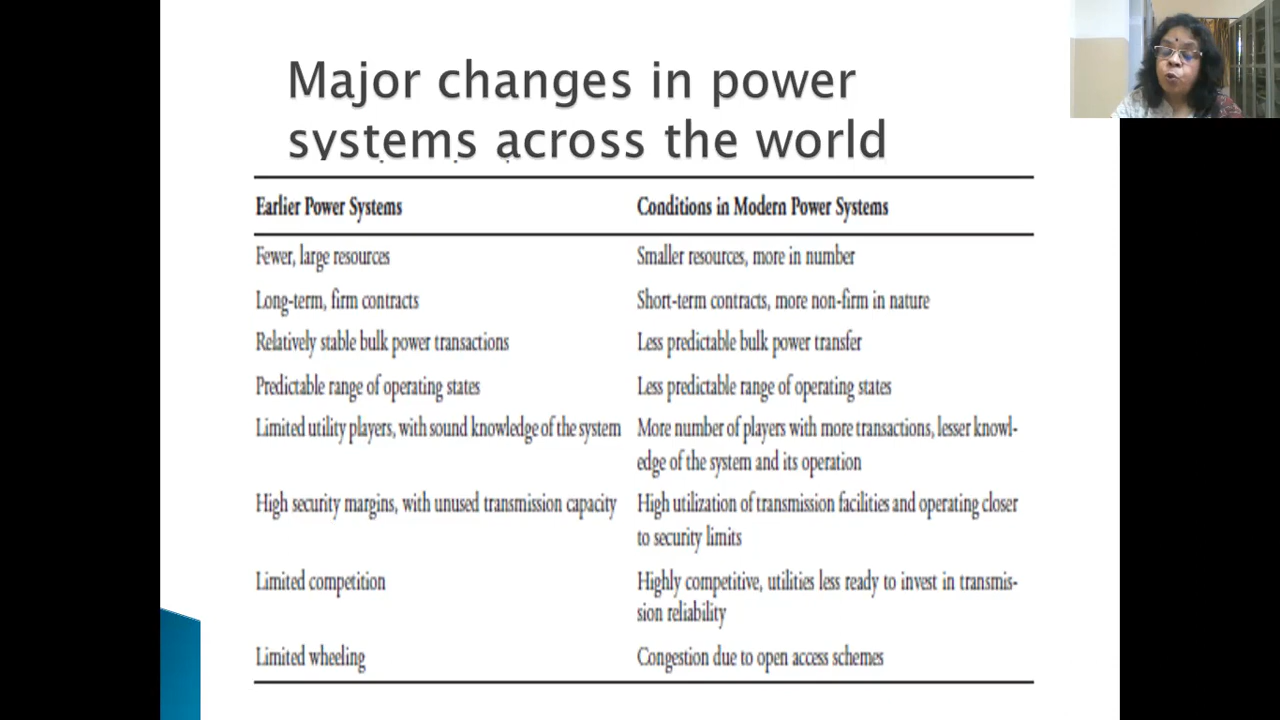 Major changes in power
systems across the world
Earlier Power Systems
Conditions in Modern Power Systems
Fewer, large resources
Smaller resources, more in number
Long-term, firm contracts
Short-term contracts, more non-firm in nature
Relatively stable bulk power transactions
Less predictable bulk power transfer
Predictable range of operating states
Less predictable range of operating states
Limited utility players, with sound knowledge of the system
More number of players with more transactions, lesser knowl-
edge of the system and its operation
High security margins, with unused transmission capacity
High utilization of transmission facilities and operating closer
to security limits
Limited competition
Highly competitive, utilities less ready to invest in transmis-
sion reliability
Limited wheeling
Congestion due to open access schemes